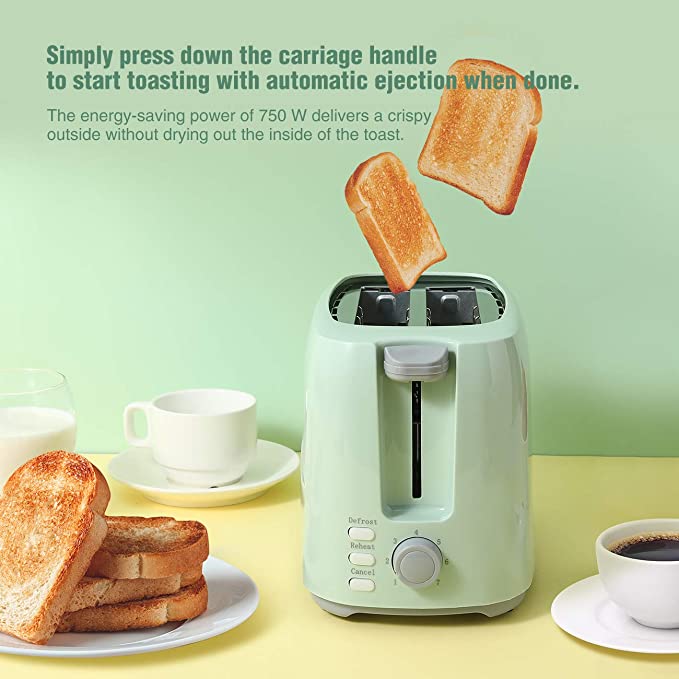 Simply press down the carriage handle
to start toasting with automatic ejection when done.
The energy-saving power of 750 W delivers a crispy
outside without drying out the inside of the toast.
Defrost
Reheat
Cancel
1 2 3 4 5 6 7